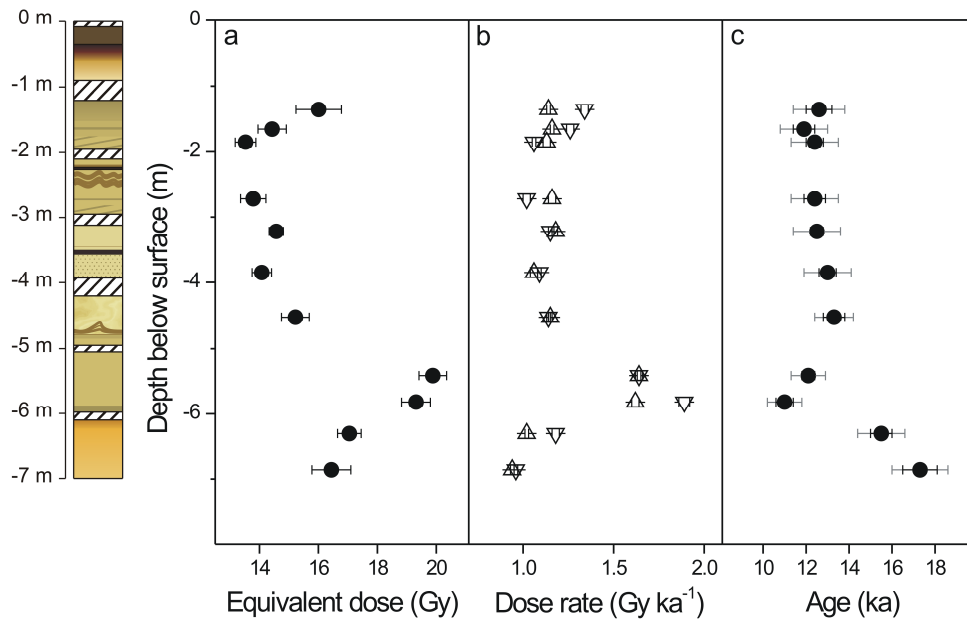 0 m
-1 m
-2 m
-3 m
-4 m
-5 m
-6 m
-7 m
Depth below surface (m)
0
-2
-4
-6
a
b
c
14 16 18 20
Equivalent dose (Gy)
1.0 1.5 2.0
Dose rate (Gy ka⁻¹)
10 12 14 16 18
Age (ka)